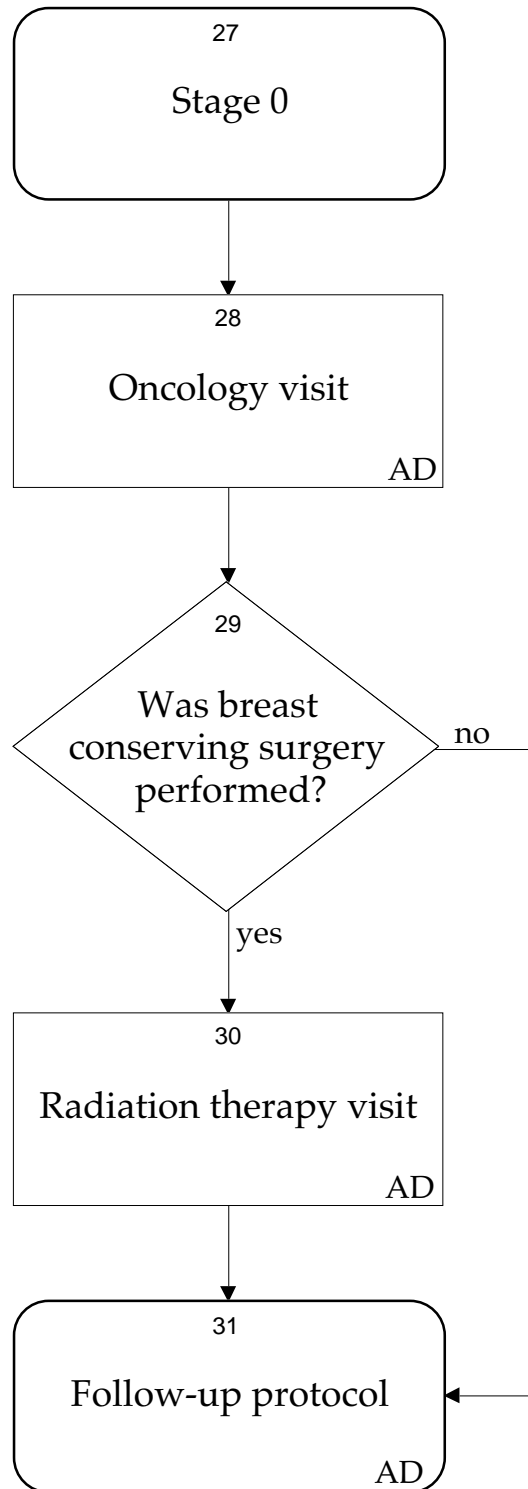 27
Stage 0
28
Oncology visit
AD
29
Was breast
conserving surgery
performed?
no
yes
30
Radiation therapy visit
AD
31
Follow-up protocol
AD